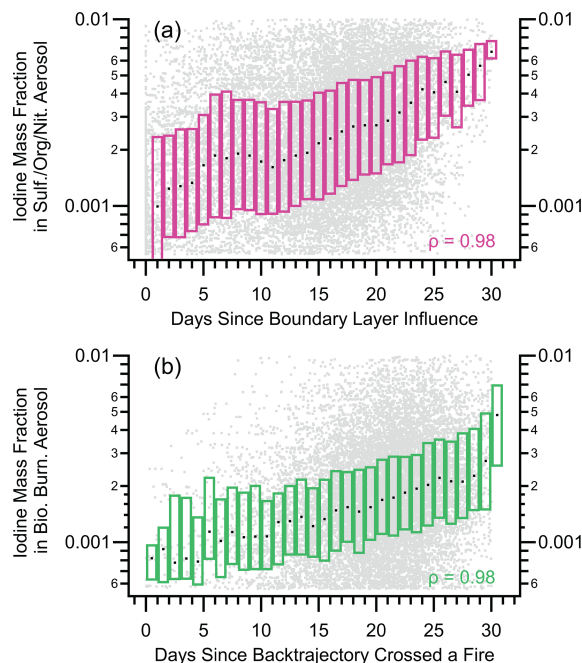 (a)
0.01
6
5
4
3
2
0.001
6
0.01
6
5
4
3
2
0.001
6
Iodine Mass Fraction
in Sulf./Org/Nit. Aerosol
ρ = 0.98
0 5 10 15 20 25 30
Days Since Boundary Layer Influence
(b)
0.01
6
5
4
3
2
0.001
6
0.01
6
5
4
3
2
0.001
6
Iodine Mass Fraction
in Bio. Burn. Aerosol
ρ = 0.98
0 5 10 15 20 25 30
Days Since Backtrajectory Crossed a Fire